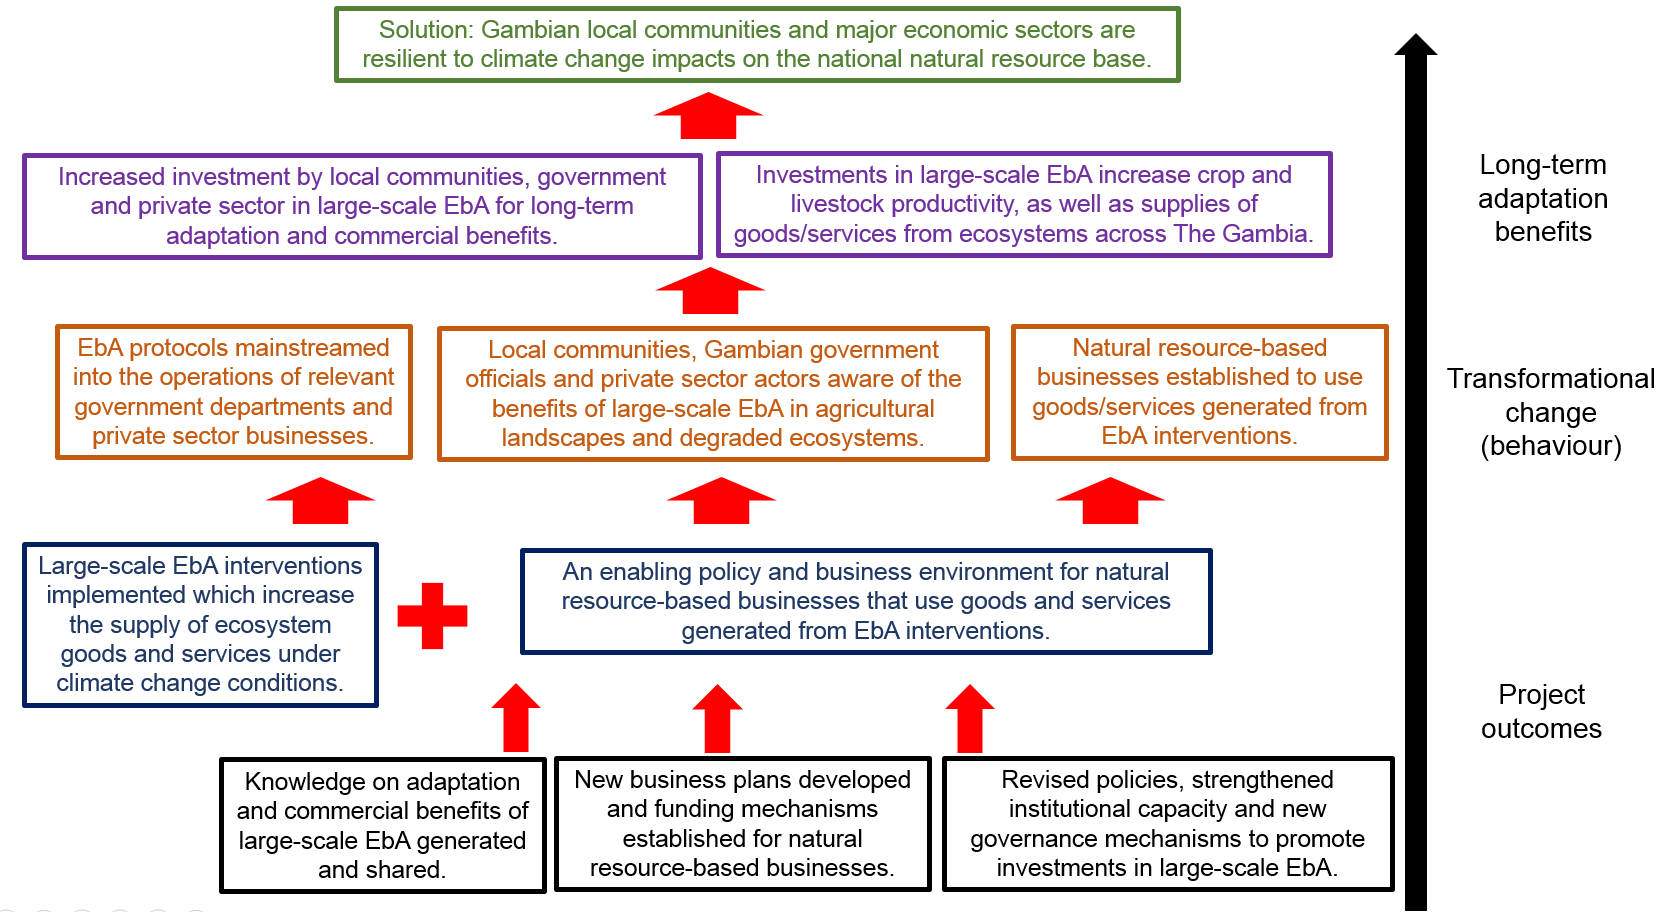 Solution: Gambian local communities and major economic sectors are
resilient to climate change impacts on the national natural resource base.
Increased investment by local communities, government
and private sector in large-scale EbA for long-term
adaptation and commercial benefits.
Investments in large-scale EbA increase crop and
livestock productivity, as well as supplies of
goods/services from ecosystems across The Gambia.
Long-term
adaptation
benefits
EbA protocols mainstreamed
into the operations of relevant
government departments and
private sector businesses.
Local communities, Gambian government
officials and private sector actors aware of the
benefits of large-scale EbA in agricultural
landscapes and degraded ecosystems.
Natural resource-based
businesses established to use
goods/services generated from
EbA interventions.
Transformational
change
(behaviour)
Large-scale EbA interventions
implemented which increase
the supply of ecosystem
goods and services under
climate change conditions.
An enabling policy and business environment for natural
resource-based businesses that use goods and services
generated from EbA interventions.
Project
outcomes
Knowledge on adaptation
and commercial benefits of
large-scale EbA generated
and shared.
New business plans developed
and funding mechanisms
established for natural
resource-based businesses.
Revised policies, strengthened
institutional capacity and new
governance mechanisms to promote
investments in large-scale EbA.